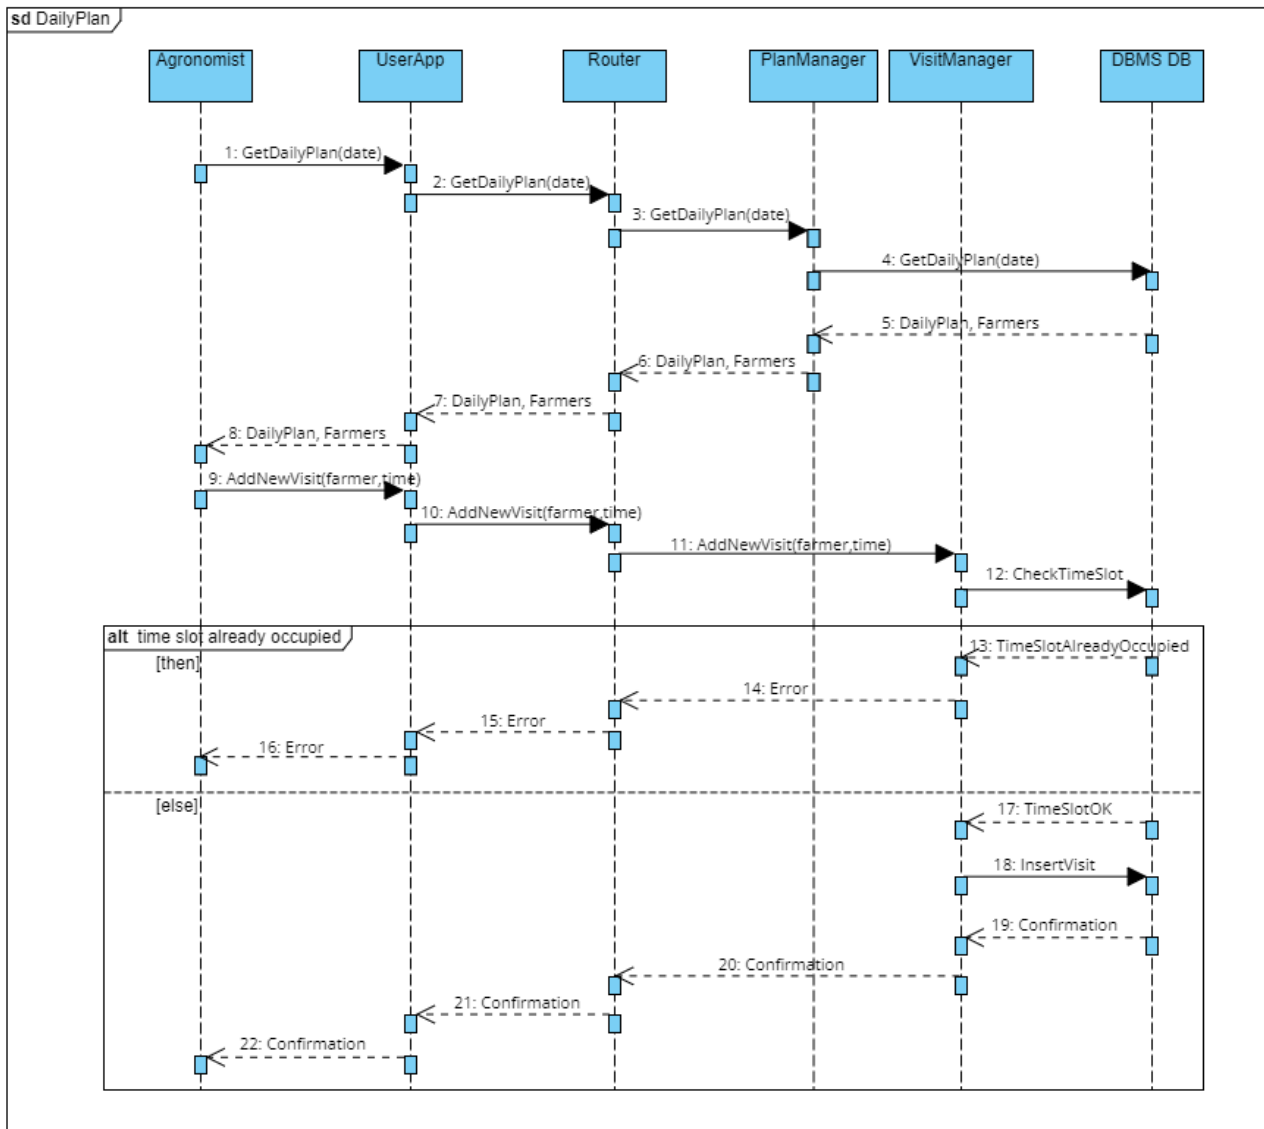 sd DailyPlan
Agronomist
UserApp
Router
PlanManager
VisitManager
DBMS DB
1: GetDailyPlan(date)
2: GetDailyPlan(date)
3: GetDailyPlan(date)
4: GetDailyPlan(date)
5: DailyPlan, Farmers
6: DailyPlan, Farmers
7: DailyPlan, Farmers
8: DailyPlan, Farmers
9: AddNewVisit(farmer,time)
10: AddNewVisit(farmer,time)
11: AddNewVisit(farmer,time)
12: CheckTimeSlot
alt time slot already occupied
[then]
13: TimeSlotAlreadyOccupied
14: Error
15: Error
16: Error
[else]
17: TimeSlotOK
18: InsertVisit
19: Confirmation
20: Confirmation
21: Confirmation
22: Confirmation